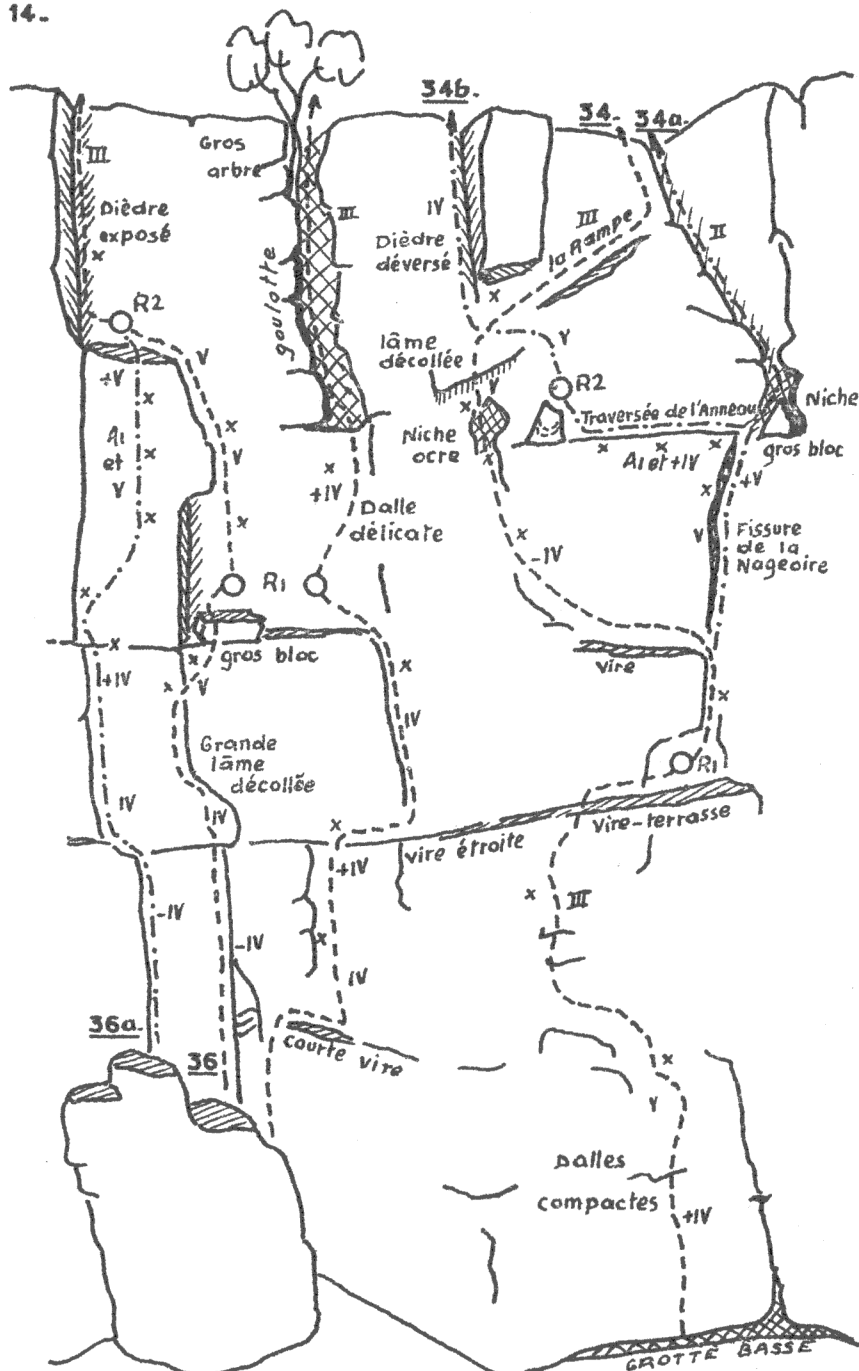 14.
34b.
34.
34a.
Gros
arbre
III
Dièdre
exposé
III
IV
Dièdre
déversé
III
la Rampe
II
goulotte
R2
lâme
décollée
V
R2
Niche
+V
V
A1
et
V
V
V
Niche
ocre
Traversée de l'Anneau
gros bloc
A1 et +IV
+V
+IV
Dalle
délicate
-IV
V
Fissure
de la
Nageoire
R1
gros bloc
vire
+IV
V
IV
Grande
lâme
décollée
R1
IV
IV
vire étroite
vire-terrasse
+IV
III
-IV
-IV
IV
36a.
36
courte vire
V
Dalles
compactes
+IV
GROTTE BASSE